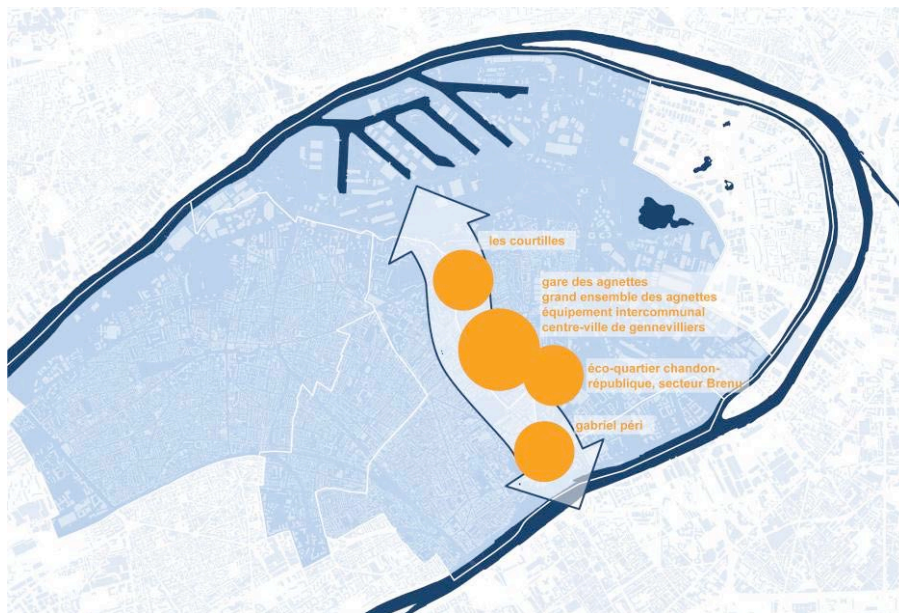 les courtilles
gare des agnettes
grand ensemble des agnettes
équipement intercommunal
centre-ville de gennevilliers
éco-quartier chandon-
république, secteur Brenu
gabriel péri